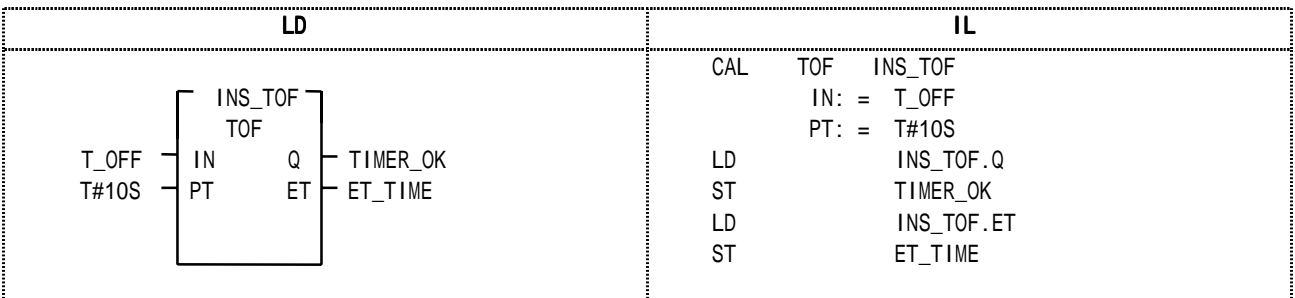 LD
INS_TOF
TOF
T_OFF IN Q TIMER_OK
T#10S PT ET ET_TIME
IL
CAL TOF INS_TOF
IN: = T_OFF
PT: = T#10S
LD INS_TOF.Q
ST TIMER_OK
LD INS_TOF.ET
ST ET_TIME